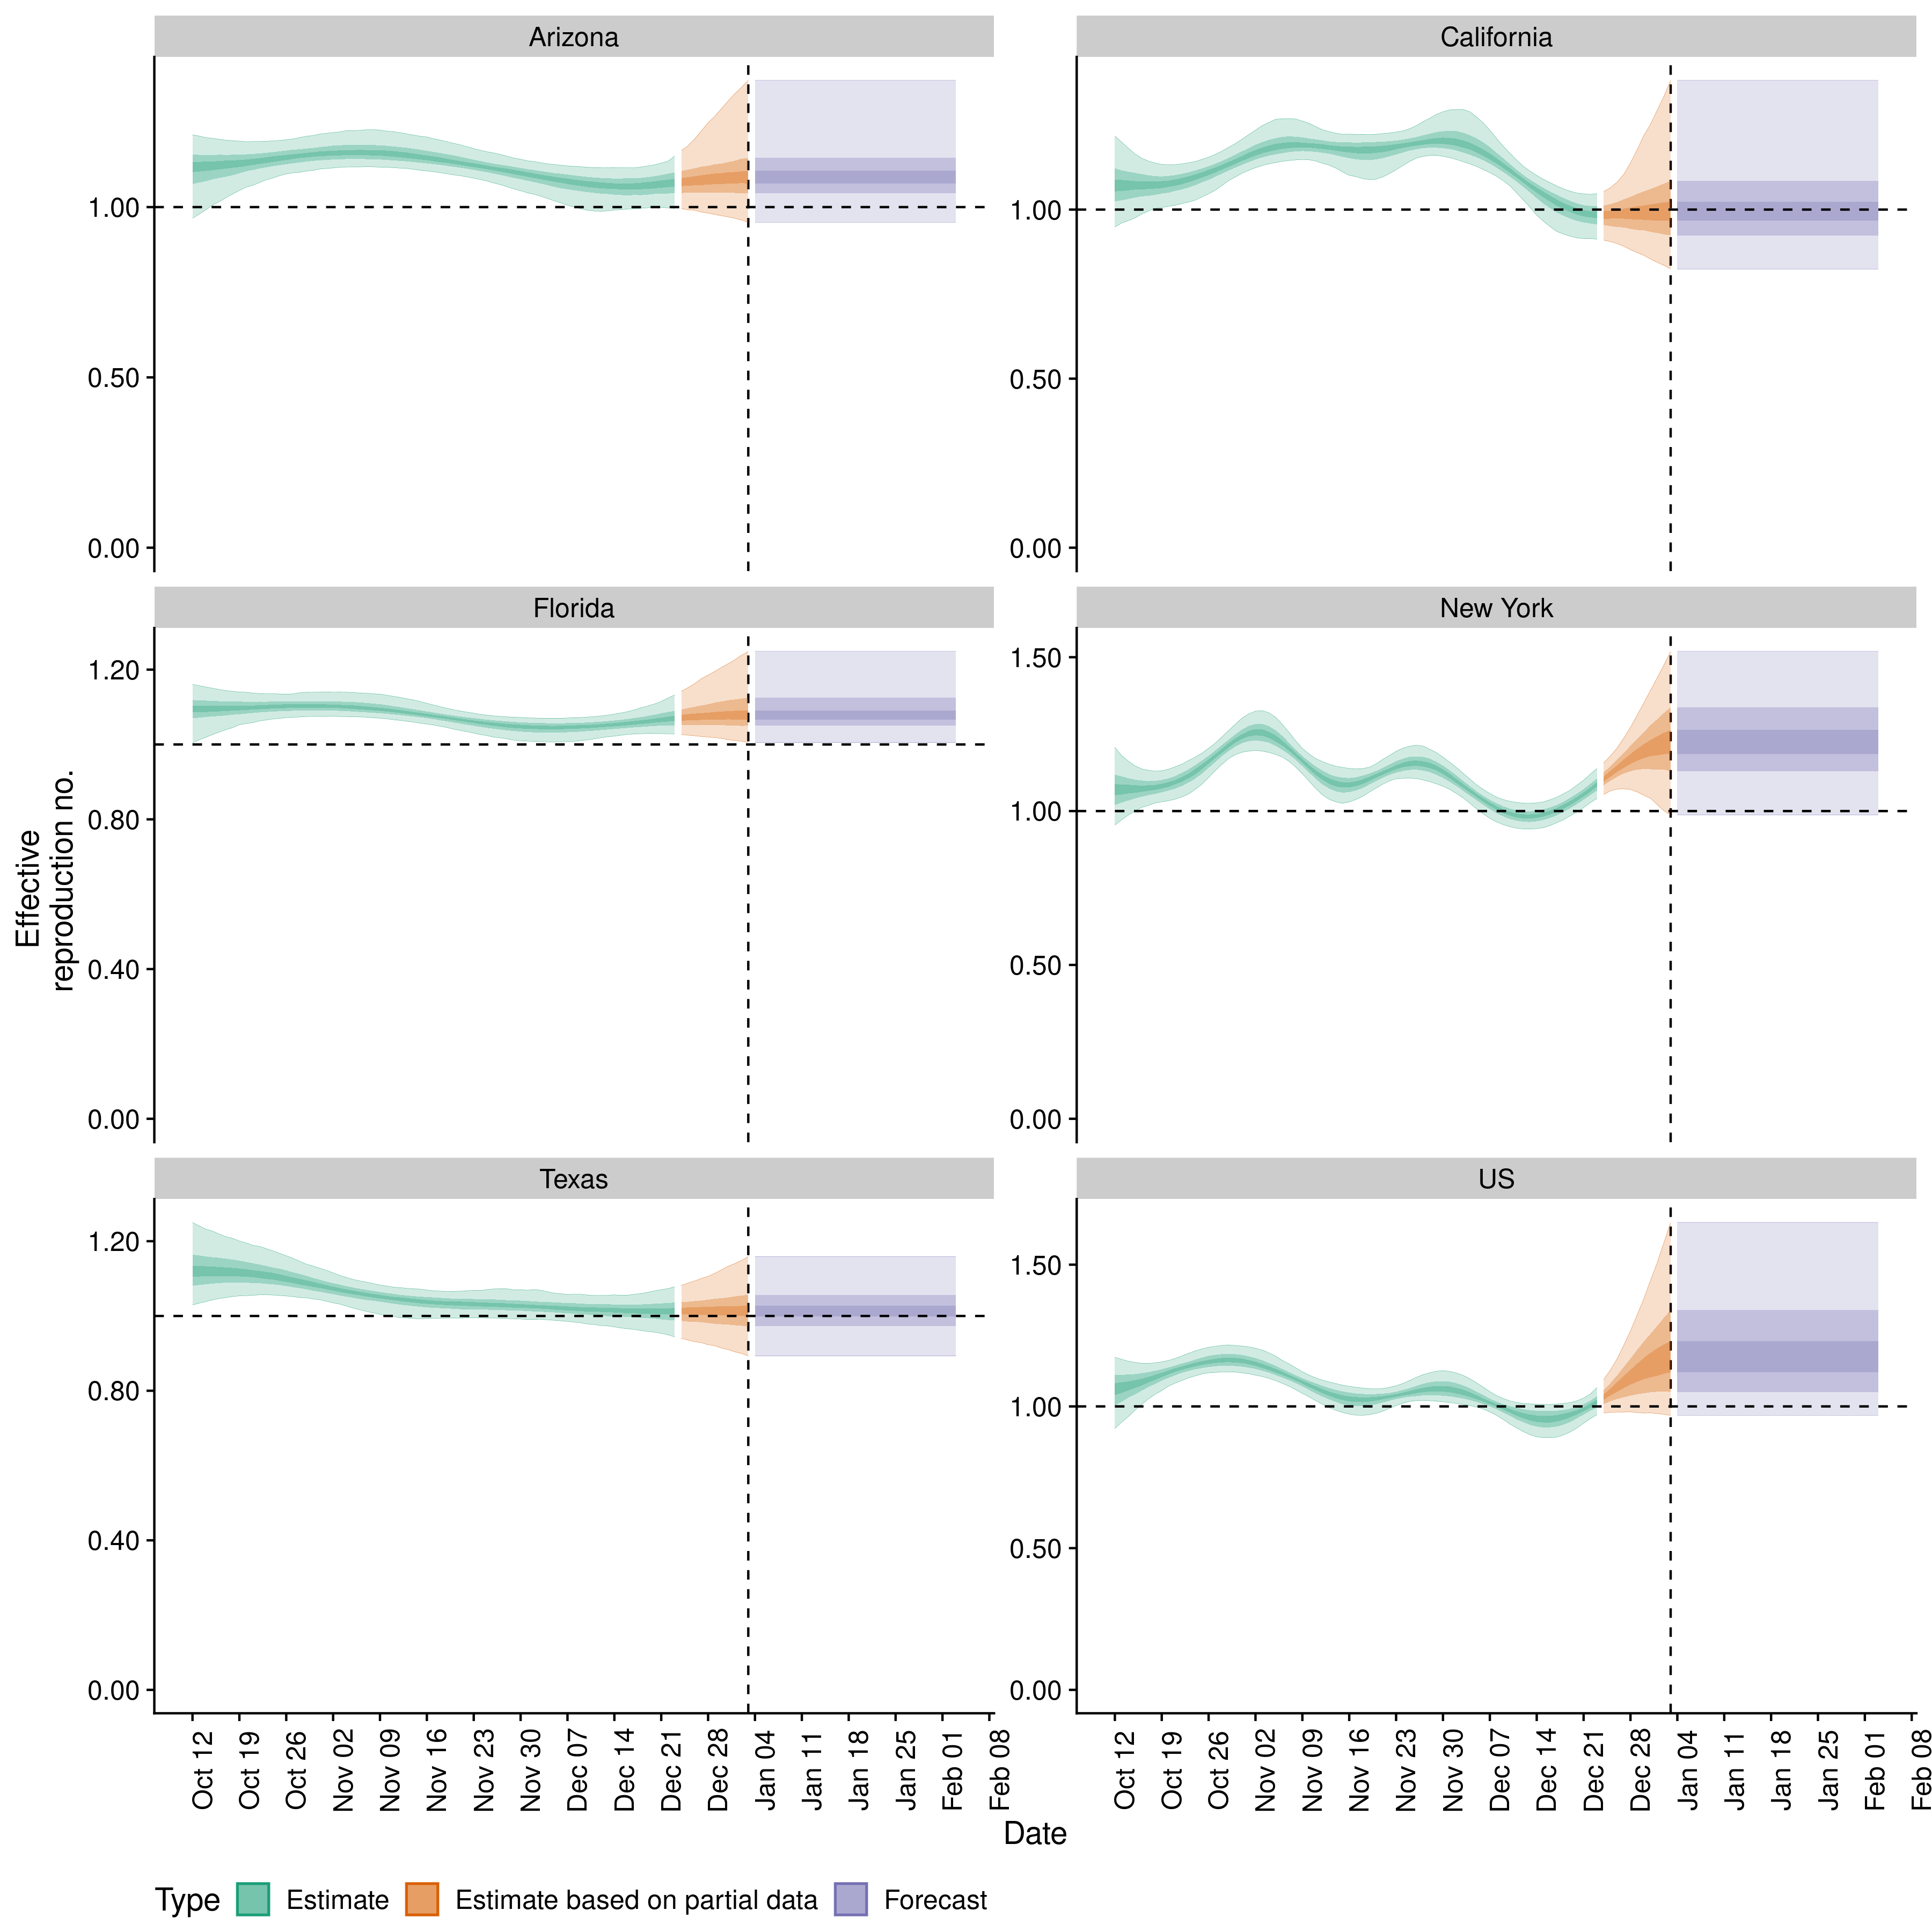 Arizona
California
1.00
0.50
0.00
1.00
0.50
0.00
Florida
New York
1.20
0.80
0.40
0.00
1.50
1.00
0.50
0.00
Effective
reproduction no.
Texas
US
1.20
0.80
0.40
0.00
1.50
1.00
0.50
0.00
Oct 12
Oct 19
Oct 26
Nov 02
Nov 09
Nov 16
Nov 23
Nov 30
Dec 07
Dec 14
Dec 21
Dec 28
Jan 04
Jan 11
Jan 18
Jan 25
Feb 01
Feb 08
Oct 12
Oct 19
Oct 26
Nov 02
Nov 09
Nov 16
Nov 23
Nov 30
Dec 07
Dec 14
Dec 21
Dec 28
Jan 04
Jan 11
Jan 18
Jan 25
Feb 01
Feb 08
Date
Type Estimate Estimate based on partial data Forecast